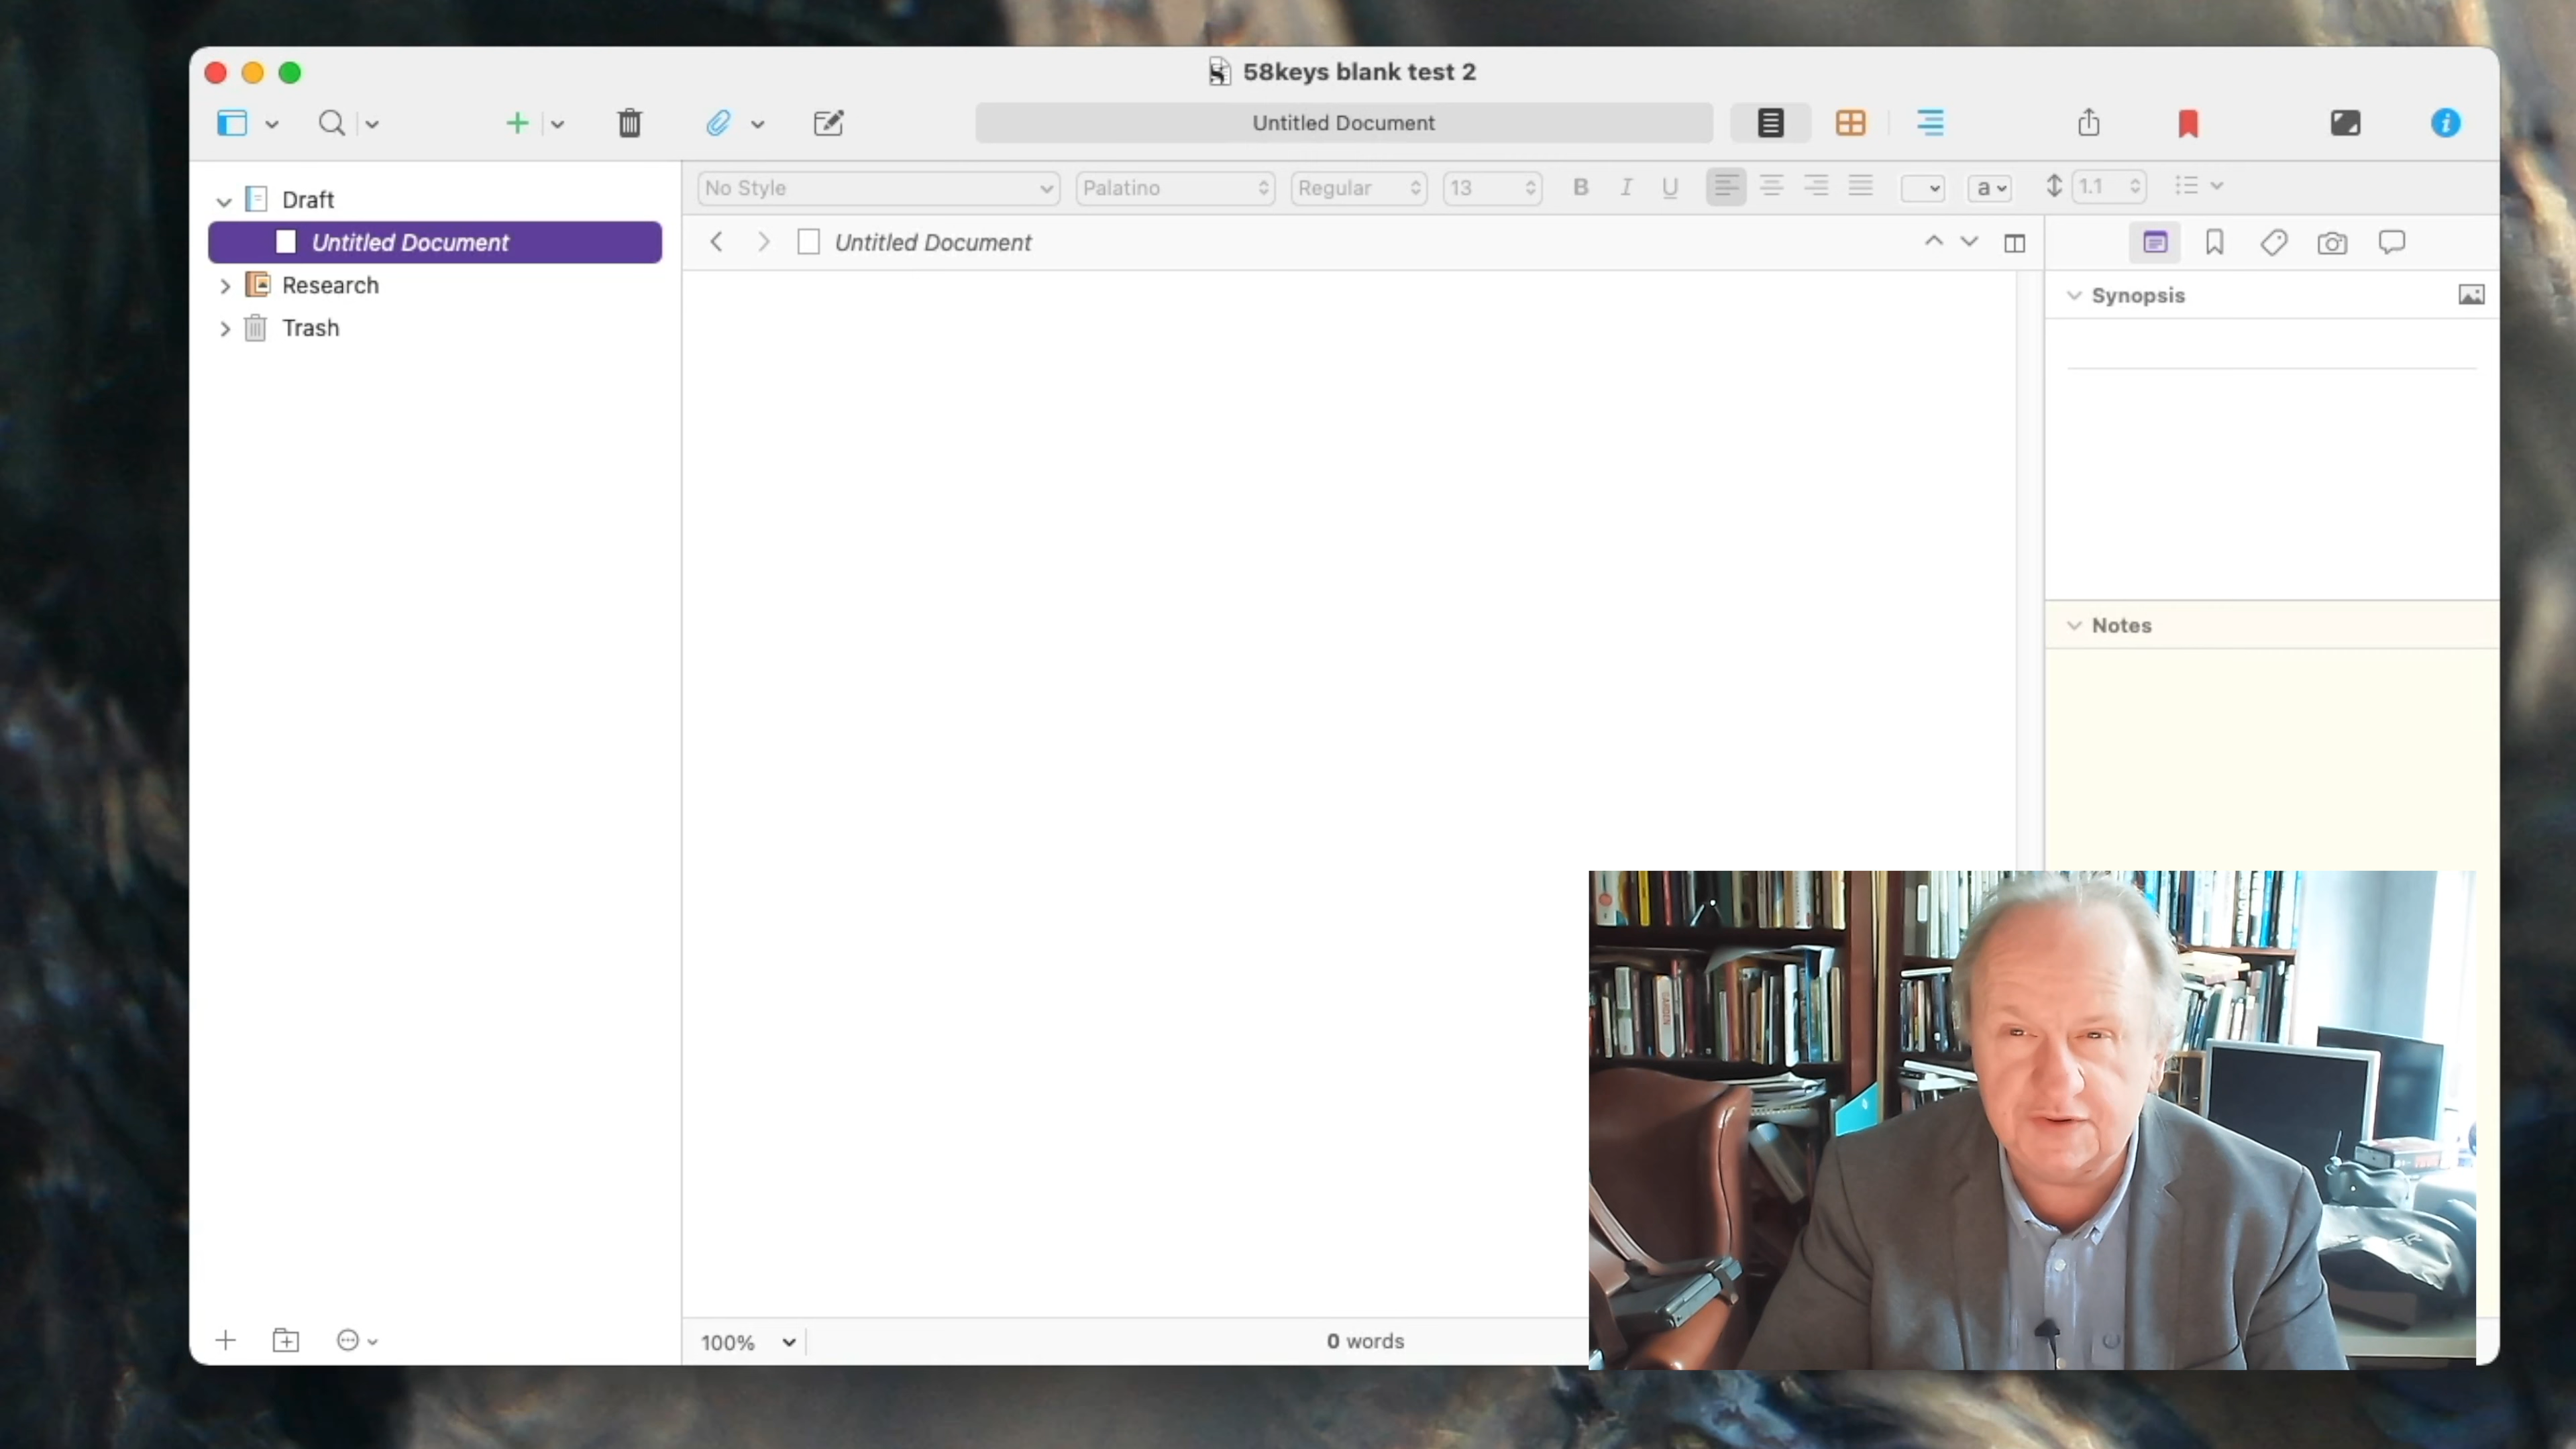 58keys blank test 2
Untitled Document
Draft
Untitled Document
Research
Trash
No Style
Palatino
Regular
13
B I U
a
1.1
Untitled Document
Synopsis
Notes
100%
0 words